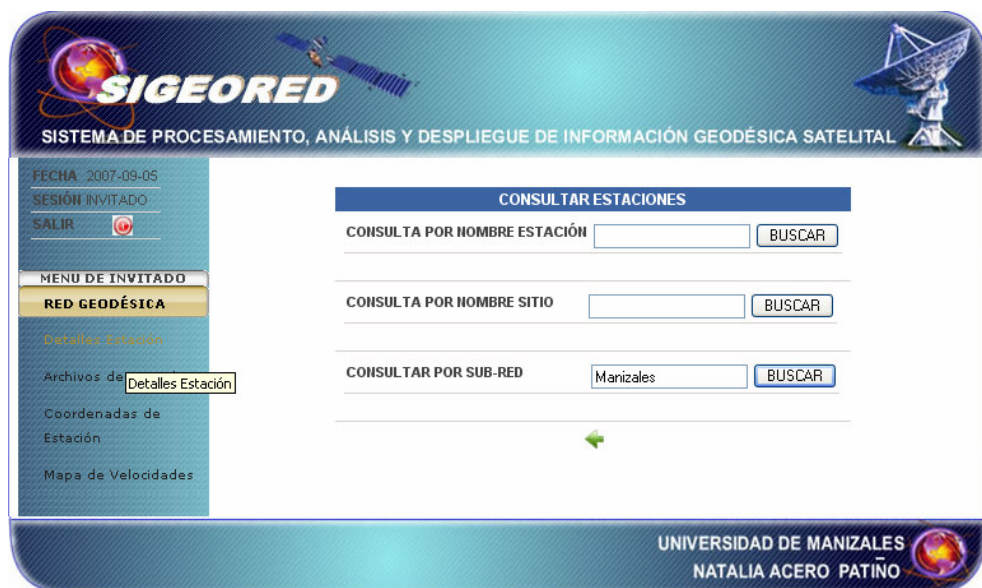 SIGEORED
SISTEMA DE PROCESAMIENTO, ANÁLISIS Y DESPLIEGUE DE INFORMACIÓN GEODÉSICA SATELITAL
FECHA 2007-09-05
SESIÓN INVITADO
SALIR
MENU DE INVITADO
RED GEODÉSICA
Detalles Estación
Archivos de
Detalles Estación
Coordenadas de
Estación
Mapa de Velocidades
CONSULTAR ESTACIONES
CONSULTA POR NOMBRE ESTACIÓN BUSCAR
CONSULTA POR NOMBRE SITIO BUSCAR
CONSULTAR POR SUB-RED Manizales BUSCAR
UNIVERSIDAD DE MANIZALES
NATALIA ACERO PATIÑO